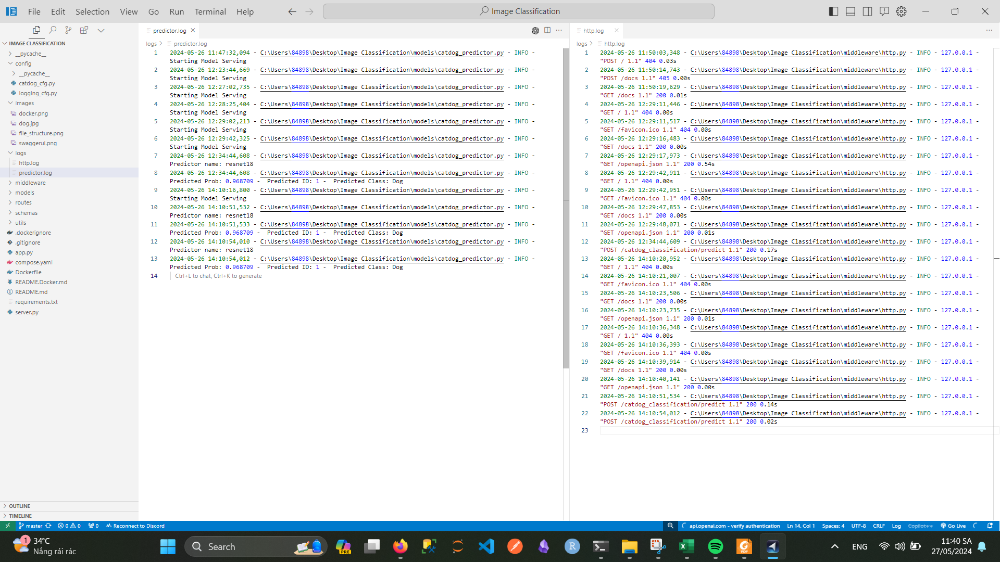 File Edit Selection View Go Run Terminal Help
Image Classification
IMAGE CLASSIFICATION
__pycache__
config
__pycache__
catdog_cfg.py
logging_cfg.py
images
docker.png
dog.jpg
file_structure.png
swaggerui.png
logs
http.log
predictor.log
middleware
models
routes
schemas
utils
.dockerignore
.gitignore
app.py
compose.yaml
Dockerfile
README.Docker.md
README.md
requirements.txt
server.py
OUTLINE
TIMELINE
predictor.log
logs > predictor.log
1 2024-05-26 11:47:32,094 - C:\Users\84898\Desktop\Image Classification\models\catdog_predictor.py - INFO -
Starting Model Serving
2 2024-05-26 12:23:44,669 - C:\Users\84898\Desktop\Image Classification\models\catdog_predictor.py - INFO -
Starting Model Serving
3 2024-05-26 12:27:02,735 - C:\Users\84898\Desktop\Image Classification\models\catdog_predictor.py - INFO -
Starting Model Serving
4 2024-05-26 12:28:25,404 - C:\Users\84898\Desktop\Image Classification\models\catdog_predictor.py - INFO -
Starting Model Serving
5 2024-05-26 12:29:02,213 - C:\Users\84898\Desktop\Image Classification\models\catdog_predictor.py - INFO -
Starting Model Serving
6 2024-05-26 12:29:42,325 - C:\Users\84898\Desktop\Image Classification\models\catdog_predictor.py - INFO -
Starting Model Serving
7 2024-05-26 12:34:44,608 - C:\Users\84898\Desktop\Image Classification\models\catdog_predictor.py - INFO -
Predictor name: resnet18
8 2024-05-26 12:34:44,608 - C:\Users\84898\Desktop\Image Classification\models\catdog_predictor.py - INFO -
Predicted Prob: 0.968709 -  Predicted ID: 1 -  Predicted Class: Dog
9 2024-05-26 14:10:16,800 - C:\Users\84898\Desktop\Image Classification\models\catdog_predictor.py - INFO -
Starting Model Serving
10 2024-05-26 14:10:51,532 - C:\Users\84898\Desktop\Image Classification\models\catdog_predictor.py - INFO -
Predictor name: resnet18
11 2024-05-26 14:10:51,533 - C:\Users\84898\Desktop\Image Classification\models\catdog_predictor.py - INFO -
Predicted Prob: 0.968709 -  Predicted ID: 1 -  Predicted Class: Dog
12 2024-05-26 14:10:54,010 - C:\Users\84898\Desktop\Image Classification\models\catdog_predictor.py - INFO -
Predictor name: resnet18
13 2024-05-26 14:10:54,012 - C:\Users\84898\Desktop\Image Classification\models\catdog_predictor.py - INFO -
Predicted Prob: 0.968709 -  Predicted ID: 1 -  Predicted Class: Dog
14 Ctrl+L to chat, Ctrl+K to generate
http.log
logs > http.log
1 2024-05-26 11:50:03,348 - C:\Users\84898\Desktop\Image Classification\middleware\http.py - INFO - 127.0.0.1 -
"POST / 1.1" 404 0.03s
2 2024-05-26 11:50:14,743 - C:\Users\84898\Desktop\Image Classification\middleware\http.py - INFO - 127.0.0.1 -
"POST /docs 1.1" 405 0.00s
3 2024-05-26 11:50:19,629 - C:\Users\84898\Desktop\Image Classification\middleware\http.py - INFO - 127.0.0.1 -
"GET /docs 1.1" 200 0.01s
4 2024-05-26 12:29:11,446 - C:\Users\84898\Desktop\Image Classification\middleware\http.py - INFO - 127.0.0.1 -
"GET / 1.1" 404 0.00s
5 2024-05-26 12:29:11,517 - C:\Users\84898\Desktop\Image Classification\middleware\http.py - INFO - 127.0.0.1 -
"GET /favicon.ico 1.1" 404 0.00s
6 2024-05-26 12:29:16,483 - C:\Users\84898\Desktop\Image Classification\middleware\http.py - INFO - 127.0.0.1 -
"GET /docs 1.1" 200 0.00s
7 2024-05-26 12:29:17,973 - C:\Users\84898\Desktop\Image Classification\middleware\http.py - INFO - 127.0.0.1 -
"GET /openapi.json 1.1" 200 0.54s
8 2024-05-26 12:29:42,911 - C:\Users\84898\Desktop\Image Classification\middleware\http.py - INFO - 127.0.0.1 -
"GET / 1.1" 404 0.00s
9 2024-05-26 12:29:42,951 - C:\Users\84898\Desktop\Image Classification\middleware\http.py - INFO - 127.0.0.1 -
"GET /favicon.ico 1.1" 404 0.00s
10 2024-05-26 12:29:47,853 - C:\Users\84898\Desktop\Image Classification\middleware\http.py - INFO - 127.0.0.1 -
"GET /docs 1.1" 200 0.00s
11 2024-05-26 12:29:48,071 - C:\Users\84898\Desktop\Image Classification\middleware\http.py - INFO - 127.0.0.1 -
"GET /openapi.json 1.1" 200 0.01s
12 2024-05-26 12:34:44,609 - C:\Users\84898\Desktop\Image Classification\middleware\http.py - INFO - 127.0.0.1 -
"POST /catdog_classification/predict 1.1" 200 0.17s
13 2024-05-26 14:10:20,952 - C:\Users\84898\Desktop\Image Classification\middleware\http.py - INFO - 127.0.0.1 -
"GET / 1.1" 404 0.00s
14 2024-05-26 14:10:21,007 - C:\Users\84898\Desktop\Image Classification\middleware\http.py - INFO - 127.0.0.1 -
"GET /favicon.ico 1.1" 404 0.00s
15 2024-05-26 14:10:23,506 - C:\Users\84898\Desktop\Image Classification\middleware\http.py - INFO - 127.0.0.1 -
"GET /docs 1.1" 200 0.00s
16 2024-05-26 14:10:23,735 - C:\Users\84898\Desktop\Image Classification\middleware\http.py - INFO - 127.0.0.1 -
"GET /openapi.json 1.1" 200 0.01s
17 2024-05-26 14:10:36,348 - C:\Users\84898\Desktop\Image Classification\middleware\http.py - INFO - 127.0.0.1 -
"GET / 1.1" 404 0.00s
18 2024-05-26 14:10:36,393 - C:\Users\84898\Desktop\Image Classification\middleware\http.py - INFO - 127.0.0.1 -
"GET /favicon.ico 1.1" 404 0.00s
19 2024-05-26 14:10:39,914 - C:\Users\84898\Desktop\Image Classification\middleware\http.py - INFO - 127.0.0.1 -
"GET /docs 1.1" 200 0.00s
20 2024-05-26 14:10:40,141 - C:\Users\84898\Desktop\Image Classification\middleware\http.py - INFO - 127.0.0.1 -
"GET /openapi.json 1.1" 200 0.00s
21 2024-05-26 14:10:51,534 - C:\Users\84898\Desktop\Image Classification\middleware\http.py - INFO - 127.0.0.1 -
"POST /catdog_classification/predict 1.1" 200 0.14s
22 2024-05-26 14:10:54,012 - C:\Users\84898\Desktop\Image Classification\middleware\http.py - INFO - 127.0.0.1 -
"POST /catdog_classification/predict 1.1" 200 0.02s
23
master 0 0 0 Reconnect to Discord api.openai.com - verify authentication Ln 14, Col 1 Spaces: 4 UTF-8 CRLF Log Copilot++ Go Live
1 34°C
Nắng rải rác
Search
PRE
R
PDF
ENG
11:40 SA
27/05/2024